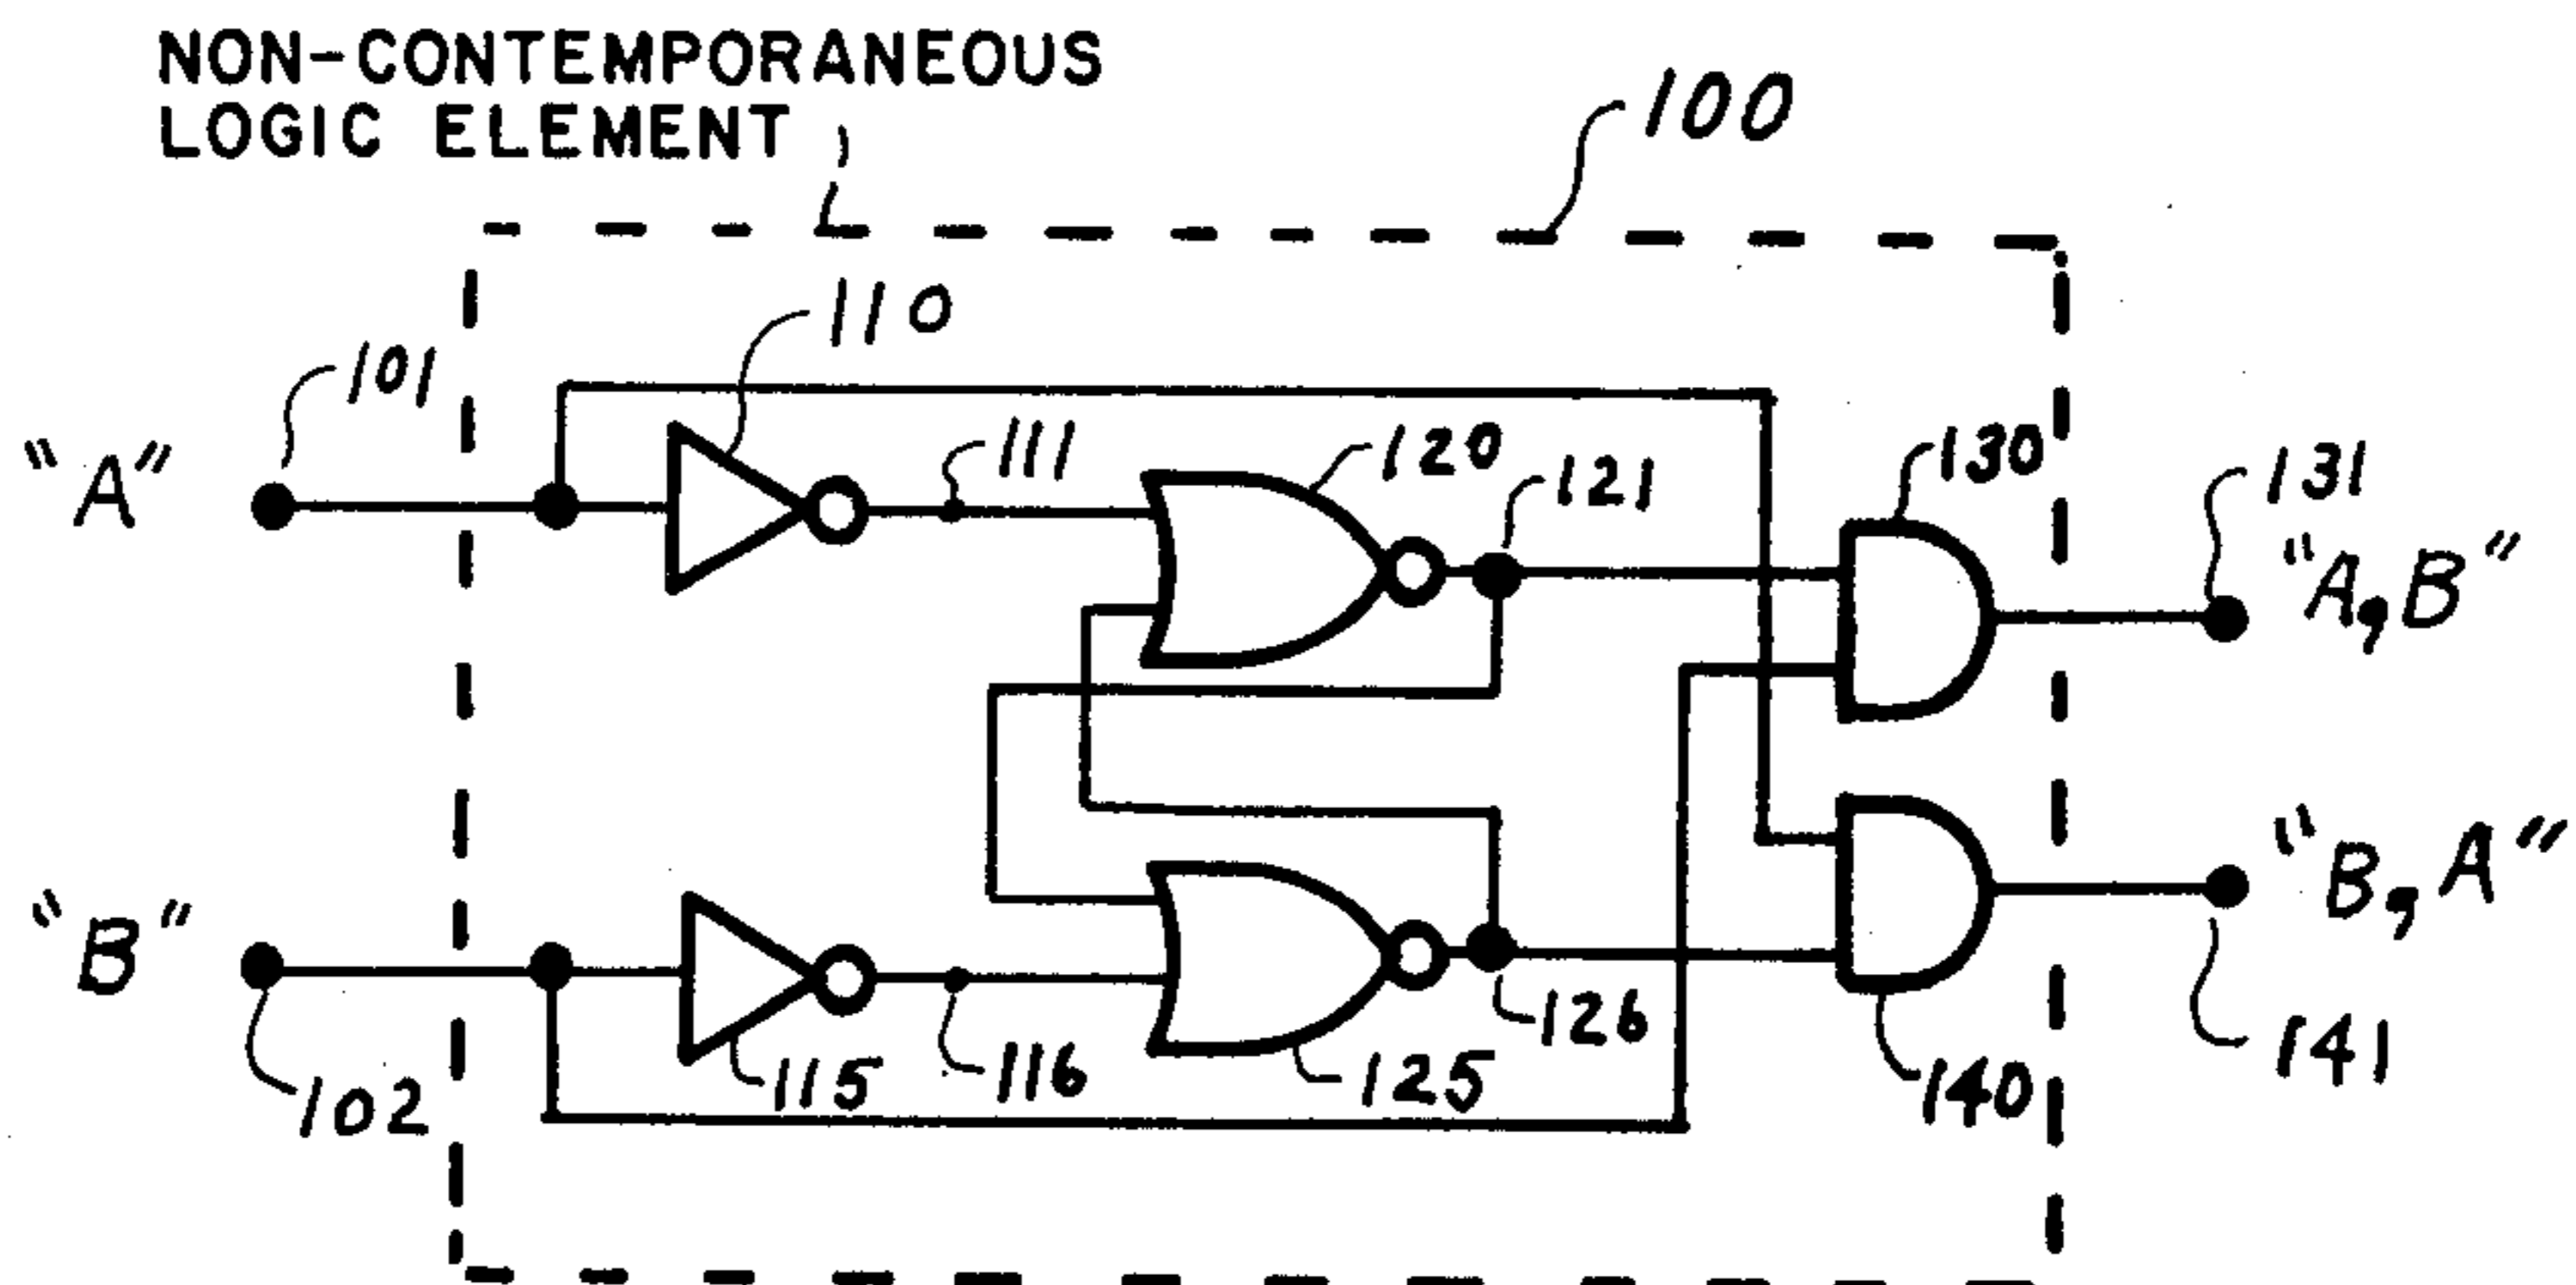 NON-CONTEMPORANEOUS
LOGIC ELEMENT
100
110
101
"A"
111
120
121
130
131
"A,B"
"B"
102
115
116
125
126
140
"B,A"
141